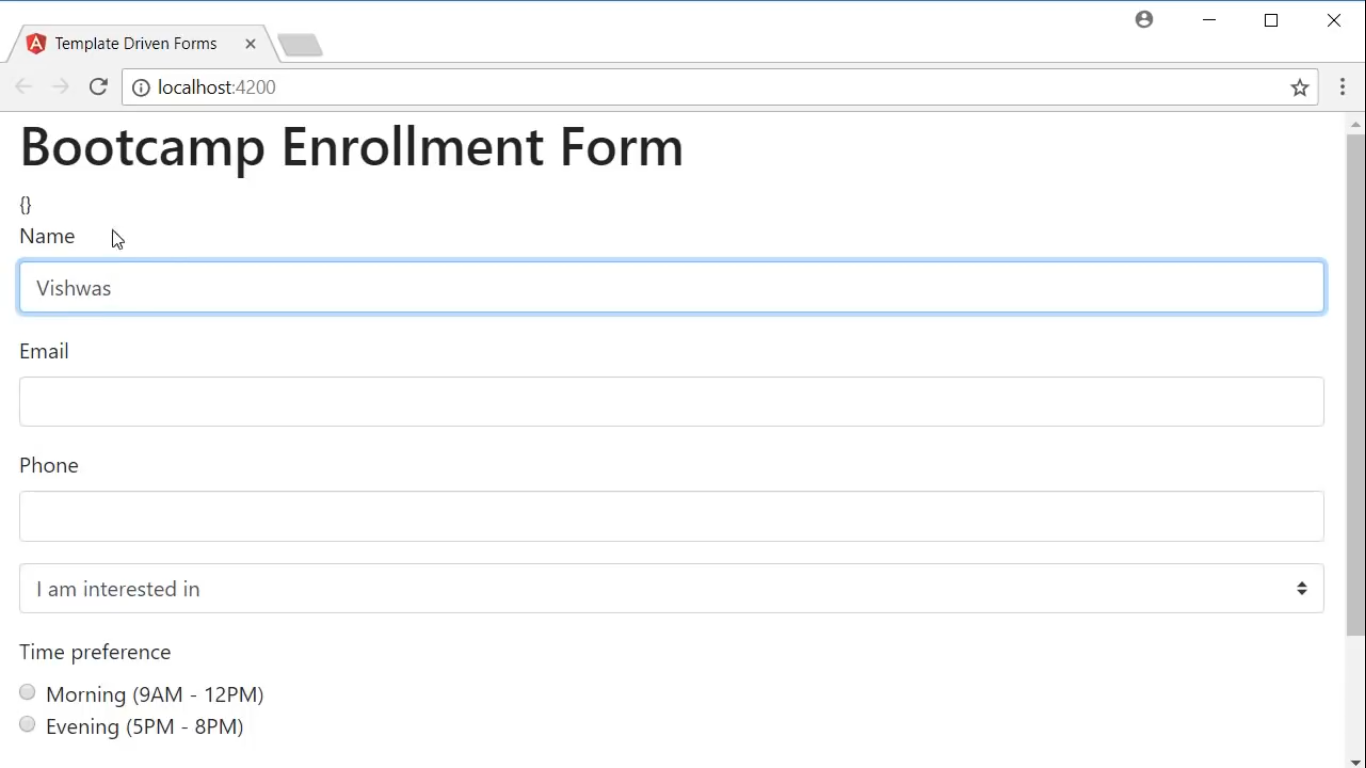 Template Driven Forms
localhost:4200
Bootcamp Enrollment Form
{}
Name
Vishwas
Email
Phone
I am interested in
Time preference
Morning (9AM - 12PM)
Evening (5PM - 8PM)